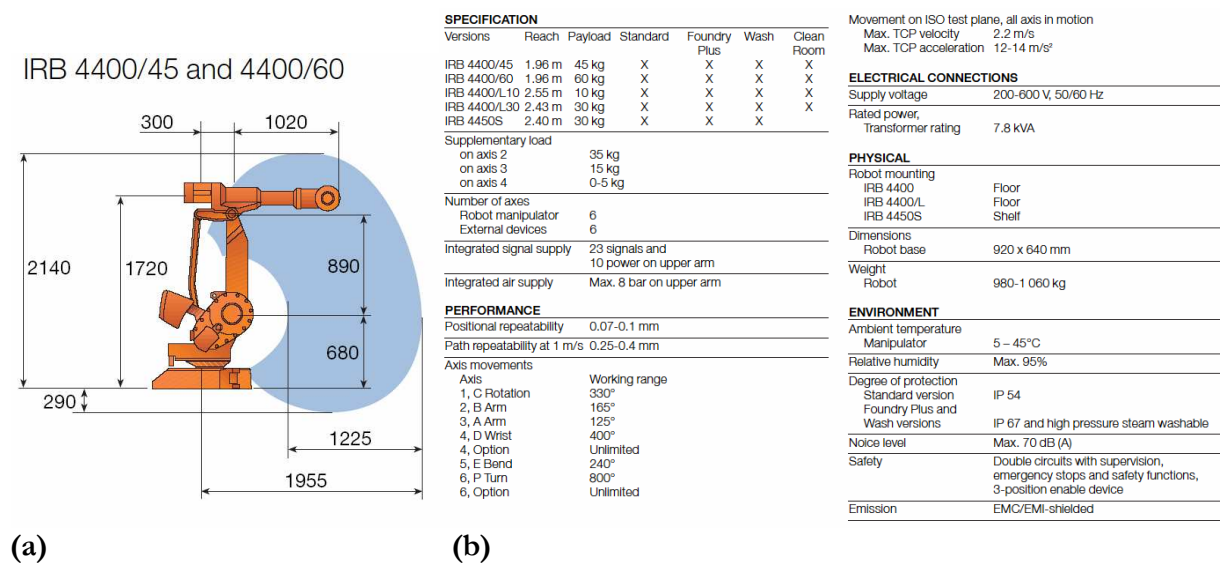 IRB 4400/45 and 4400/60
300 1020
2140 1720 890
680
290
1225
1955
(a)
SPECIFICATION
Versions Reach Payload Standard Foundry Plus Wash Clean Room
IRB 4400/45 1.96 m 45 kg X X X X
IRB 4400/60 1.96 m 60 kg X X X X
IRB 4400/L10 2.55 m 10 kg X X X X
IRB 4400/L30 2.43 m 30 kg X X X X
IRB 4450S 2.40 m 30 kg X X X
Supplementary load
on axis 2 35 kg
on axis 3 15 kg
on axis 4 0-5 kg
Number of axes
Robot manipulator 6
External devices 6
Integrated signal supply 23 signals and
10 power on upper arm
Integrated air supply Max. 8 bar on upper arm
PERFORMANCE
Positional repeatability 0.07-0.1 mm
Path repeatability at 1 m/s 0.25-0.4 mm
Axis movements
Axis Working range
1, C Rotation 330°
2, B Arm 165°
3, A Arm 125°
4, D Wrist 400°
4, Option Unlimited
5, E Bend 240°
6, P Turn 800°
6, Option Unlimited
(b)
Movement on ISO test plane, all axis in motion
Max. TCP velocity 2.2 m/s
Max. TCP acceleration 12-14 m/s²
ELECTRICAL CONNECTIONS
Supply voltage 200-600 V, 50/60 Hz
Rated power,
Transformer rating 7.8 kVA
PHYSICAL
Robot mounting
IRB 4400 Floor
IRB 4400/L Floor
IRB 4450S Shelf
Dimensions
Robot base 920 x 640 mm
Weight
Robot 980-1 060 kg
ENVIRONMENT
Ambient temperature
Manipulator 5 – 45°C
Relative humidity Max. 95%
Degree of protection
Standard version IP 54
Foundry Plus and
Wash versions IP 67 and high pressure steam washable
Noice level Max. 70 dB (A)
Safety Double circuits with supervision,
emergency stops and safety functions,
3-position enable device
Emission EMC/EMI-shielded